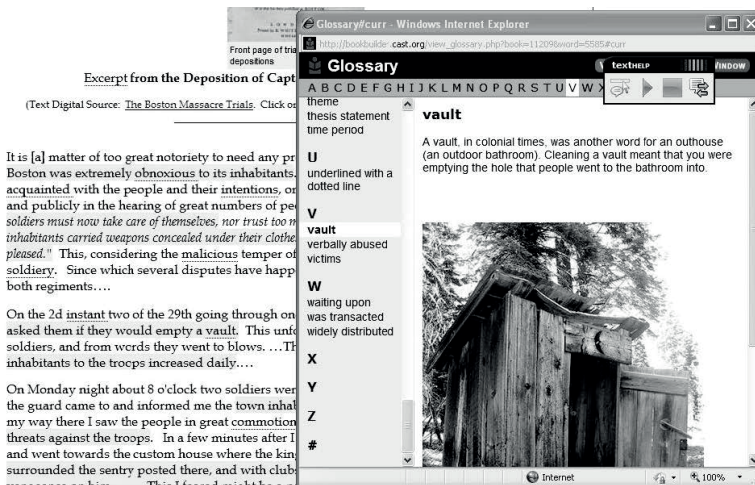 Front page of tria
depositions
Excerpt from the Deposition of Capt
(Text Digital Source: The Boston Massacre Trials. Click or
It is [a] matter of too great notoriety to need any pr
Boston was extremely obnoxious to its inhabitants.
acquainted with the people and their intentions, or
and publicly in the hearing of great numbers of peo
soldiers must now take care of themselves, nor trust too m
inhabitants carried weapons concealed under their clothe
pleased." This, considering the malicious temper of
soldiery. Since which several disputes have happ
both regiments....
On the 2d instant two of the 29th going through on
asked them if they would empty a vault. This unfo
soldiers, and from words they went to blows. ...Th
inhabitants to the troops increased daily....
On Monday night about 8 o'clock two soldiers wer
the guard came to and informed me the town inhab
my way there I saw the people in great commotion
threats against the troops. In a few minutes after I
and went towards the custom house where the king
surrounded the sentry posted there, and with clubs
Glossary#curr - Windows Internet Explorer
http://bookbuilder.cast.org/view_glossary.php?book=11209&word=5585#curr
Glossary
textHELP
WINDOW
A B C D E F G H I J K L M N O P Q R S T U V W X
theme
thesis statement
time period
U
underlined with a
dotted line
V
vault
verbally abused
victims
W
waiting upon
was transacted
widely distributed
X
Y
Z
#
vault
A vault, in colonial times, was another word for an outhouse
(an outdoor bathroom). Cleaning a vault meant that you were
emptying the hole that people went to the bathroom into.
Internet
100%